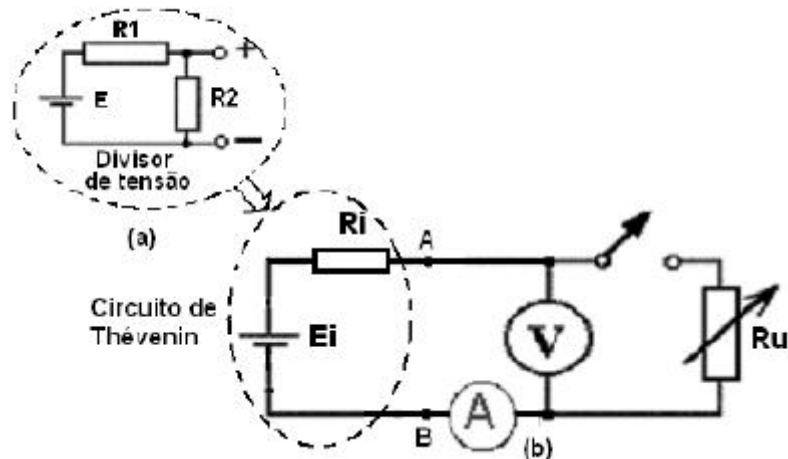 R1
+
E
R2
−
Divisor
de tensão
(a)
Ri
A
Circuito de
Thévenin
Ei
V
Ru
A
B
(b)